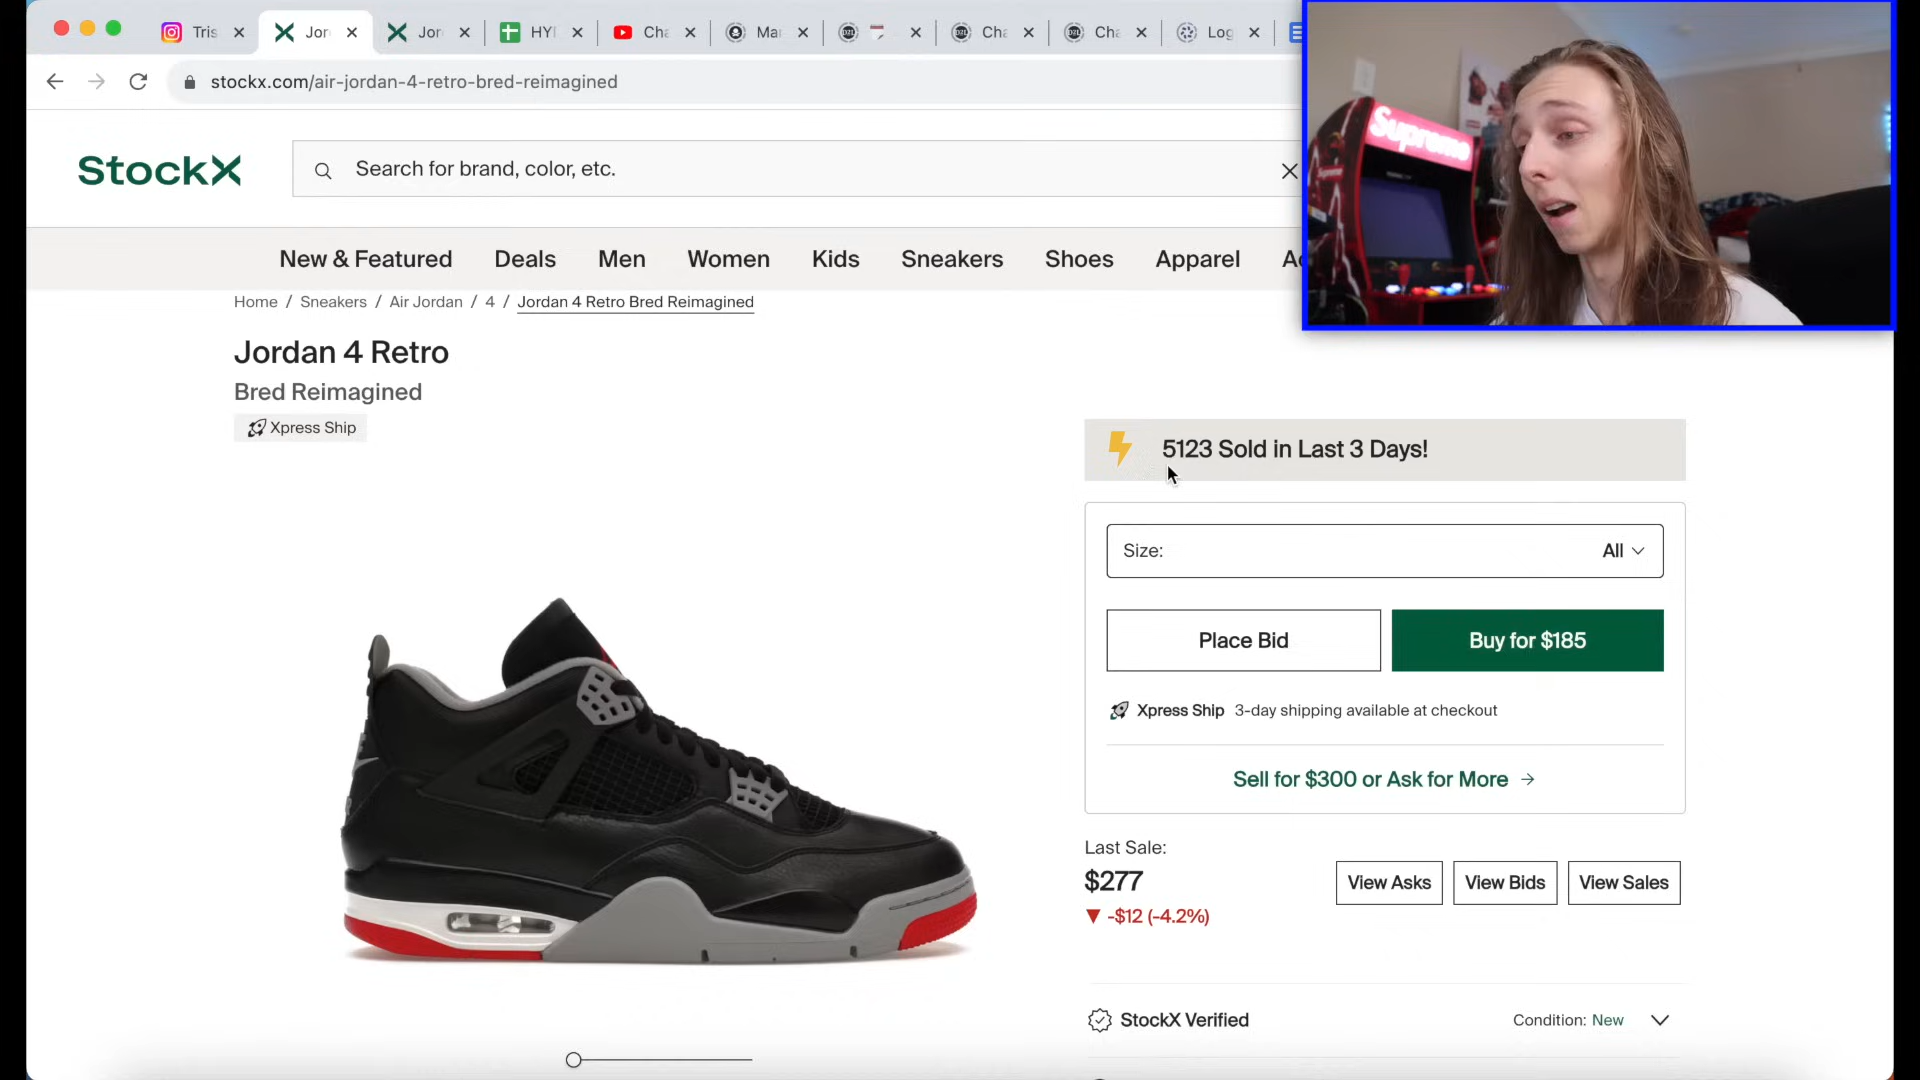 Tris
Jor
Jor
HYI
Cha
Ma
Cha
Cha
Log
stockx.com/air-jordan-4-retro-bred-reimagined
Supreme
StockX
Search for brand, color, etc.
New & Featured Deals Men Women Kids Sneakers Shoes Apparel
Home / Sneakers / Air Jordan / 4 / Jordan 4 Retro Bred Reimagined
Jordan 4 Retro
Bred Reimagined
Xpress Ship
5123 Sold in Last 3 Days!
Size: All
Place Bid Buy for $185
Xpress Ship 3-day shipping available at checkout
Sell for $300 or Ask for More →
Last Sale:
$277
▼ -$12 (-4.2%)
View Asks View Bids View Sales
StockX Verified Condition: New